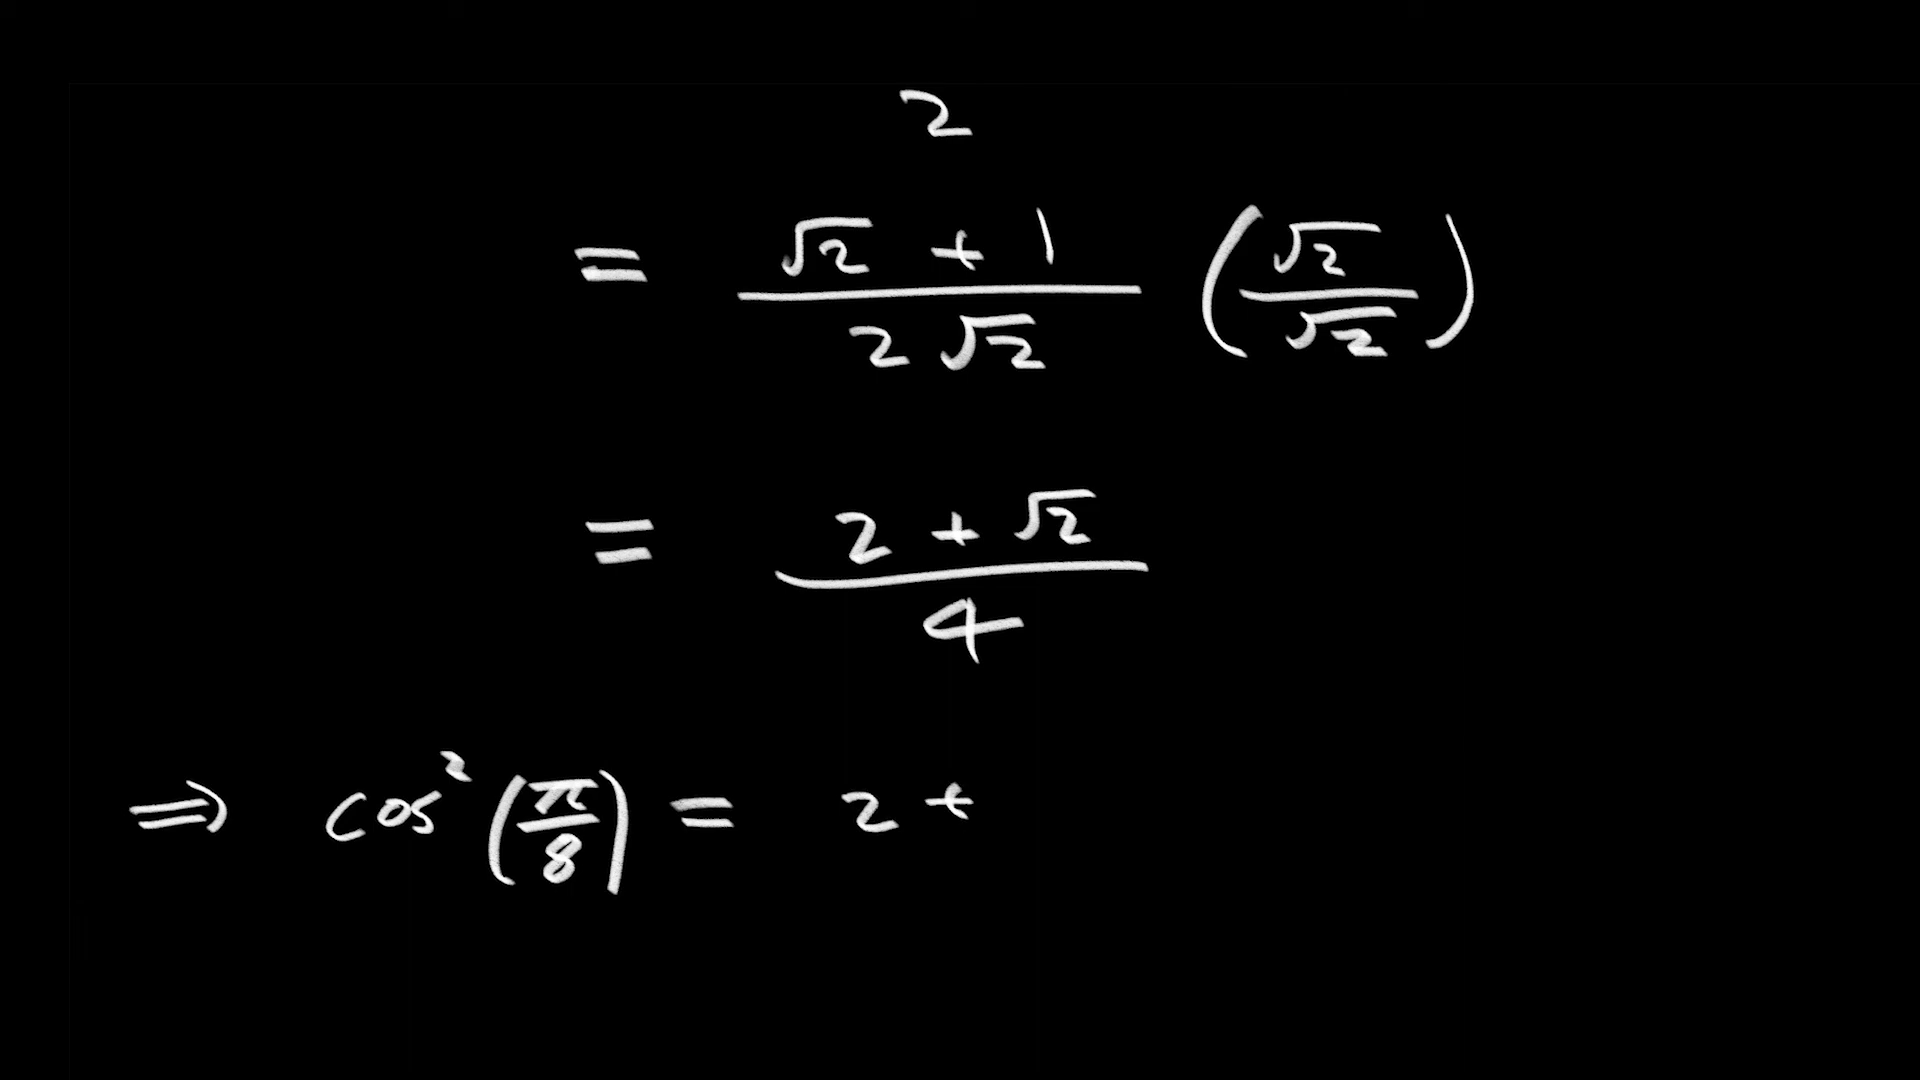 2
= (√2 + 1)/(2√2) (√2/√2)
= (2 + √2)/4
⇒ cos²(π/8) = 2 +